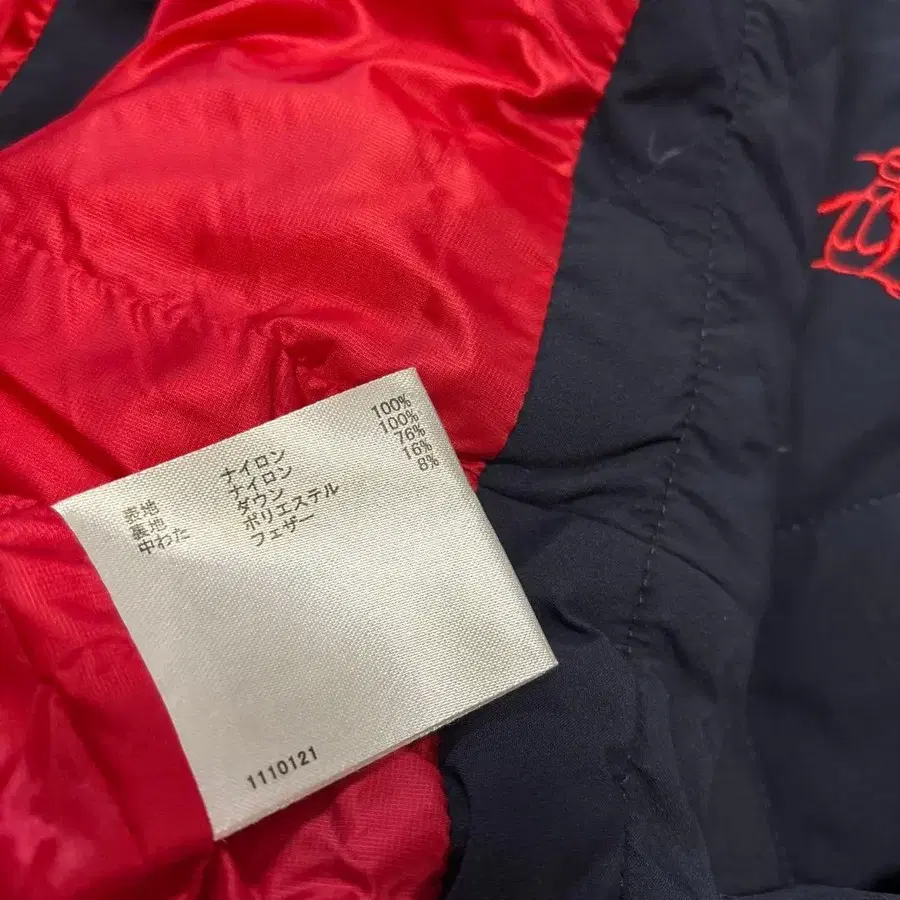 表地 ナイロン 100%
裏地 ナイロン 100%
中わた ダウン 76%
ポリエステル 16%
フェザー 8%
1110121